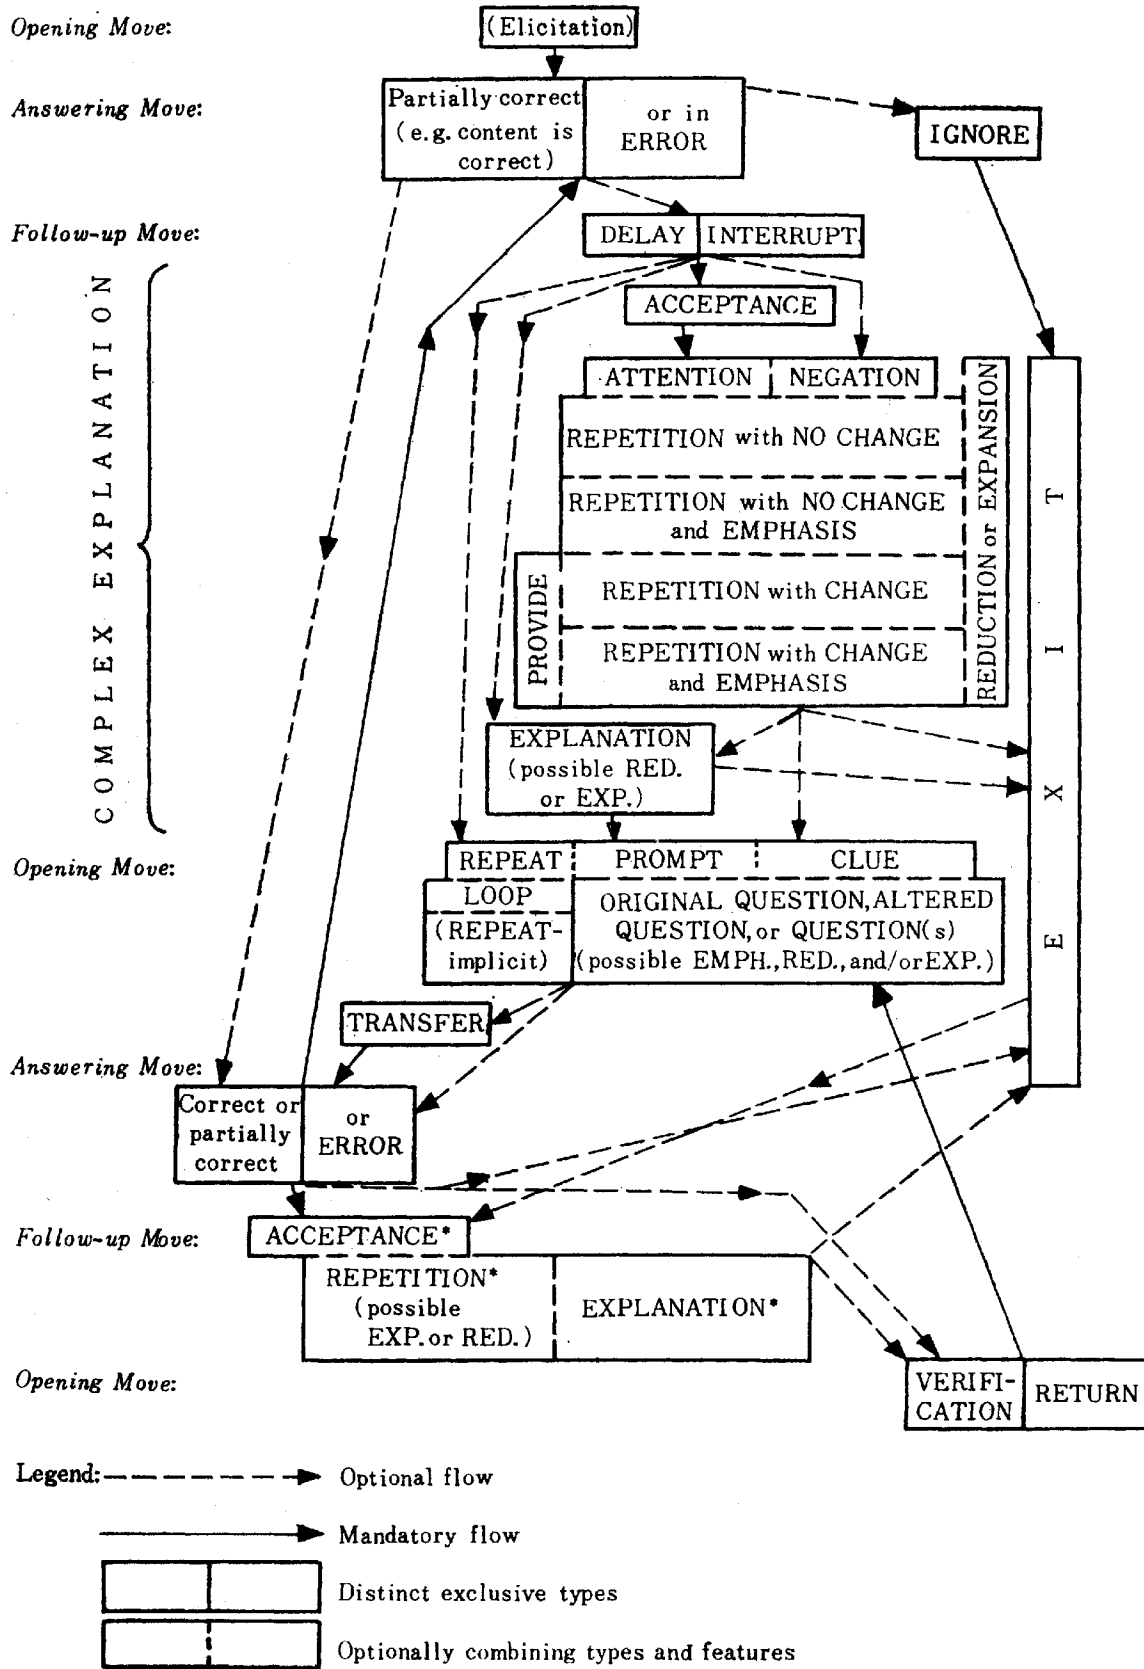 Opening Move:
(Elicitation)
Answering Move:
Partially correct
(e.g. content is
correct)
or in
ERROR
IGNORE
Follow-up Move:
DELAY
INTERRUPT
ACCEPTANCE
COMPLEX EXPLANATION
ATTENTION
NEGATION
REPETITION with NO CHANGE
REPETITION with NO CHANGE
and EMPHASIS
PROVIDE
REPETITION with CHANGE
REPETITION with CHANGE
and EMPHASIS
REDUCTION or EXPANSION
EXIT
EXPLANATION
(possible RED.
or EXP.)
Opening Move:
REPEAT
PROMPT
CLUE
LOOP
(REPEAT-
implicit)
ORIGINAL QUESTION, ALTERED
QUESTION, or QUESTION(s)
(possible EMPH., RED., and/or EXP.)
TRANSFER
Answering Move:
Correct or
partially
correct
or
ERROR
Follow-up Move:
ACCEPTANCE*
REPETITION*
(possible
EXP. or RED.)
EXPLANATION*
Opening Move:
VERIFI-
CATION
RETURN
Legend:
Optional flow
Mandatory flow
Distinct exclusive types
Optionally combining types and features